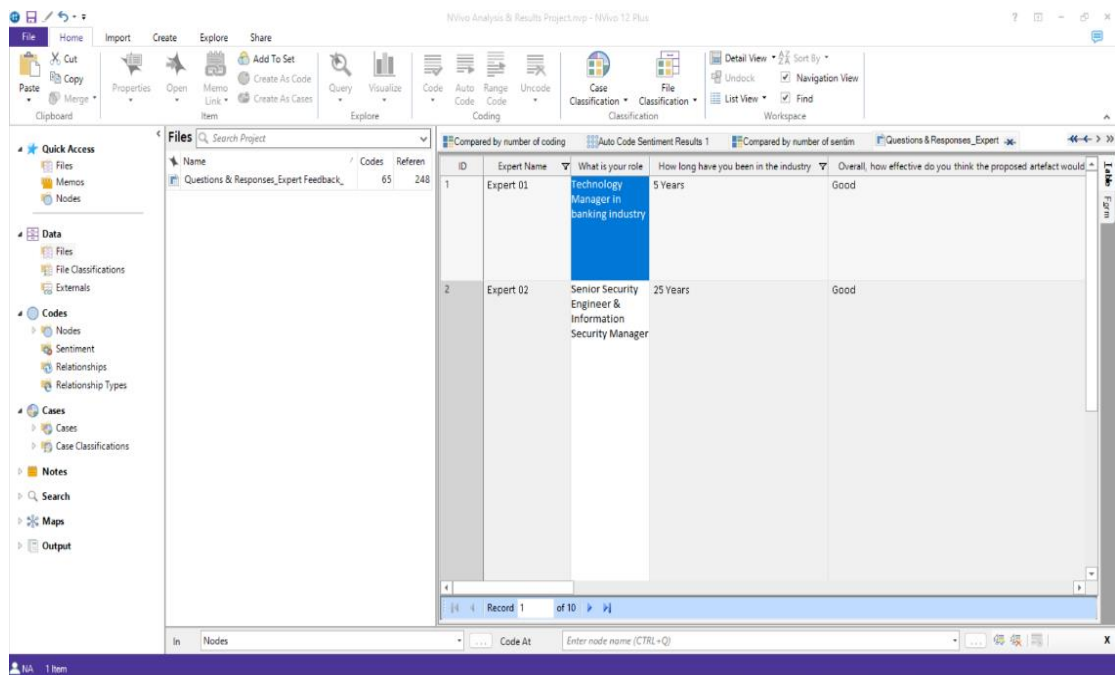 NVivo Analysis & Results Project.nvp - NVivo 12 Plus
File Home Import Create Explore Share
Paste
Cut
Copy
Merge
Clipboard
Properties
Open
Memo Link
Add To Set
Create As Code
Create As Cases
Item
Query
Visualize
Explore
Code
Auto Code
Range Code
Uncode
Coding
Case Classification
File Classification
Classification
Detail View
Sort By
Undock
Navigation View
List View
Find
Workspace
Quick Access
Files
Memos
Nodes
Data
Files
File Classifications
Externals
Codes
Nodes
Sentiment
Relationships
Relationship Types
Cases
Cases
Case Classifications
Notes
Search
Maps
Output
Files Search Project
Name Codes Referen
Questions & Responses_Expert Feedback_ 65 248
Compared by number of coding Auto Code Sentiment Results 1 Compared by number of sentim Questions & Responses_Expert
ID Expert Name What is your role How long have you been in the industry Overall, how effective do you think the proposed artefact would
1 Expert 01 Technology 5 Years Good
Manager in
banking industry
2 Expert 02 Senior Security 25 Years Good
Engineer &
Information
Security Manager
Table
Form
Record 1 of 10
In Nodes ... Code At Enter node name (CTRL+Q) ... X
NA 1 Item